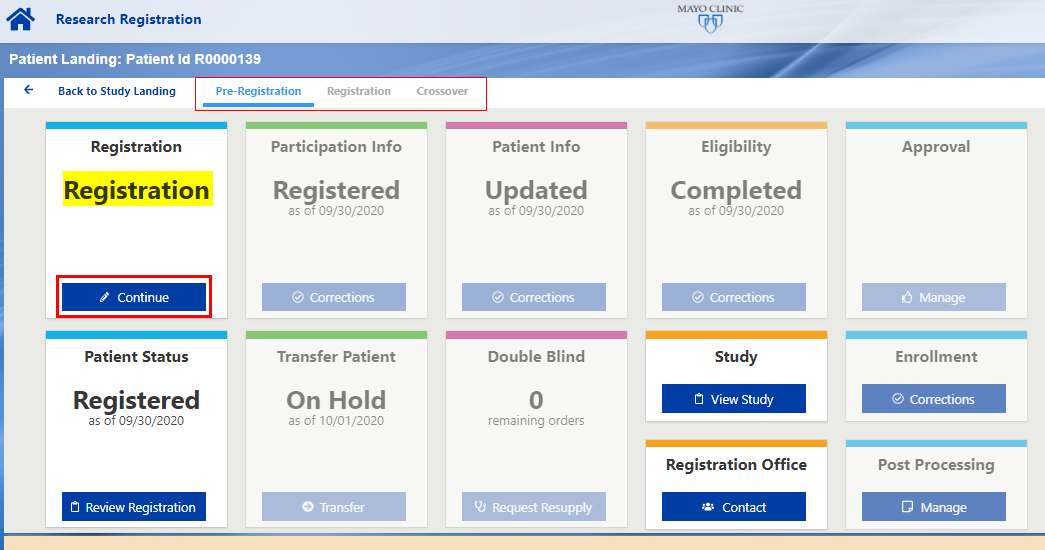 Research Registration
MAYO CLINIC
Patient Landing: Patient Id R0000139
Back to Study Landing
Pre-Registration
Registration
Crossover
Registration
Registration
Continue
Participation Info
Registered
as of 09/30/2020
Corrections
Patient Info
Updated
as of 09/30/2020
Corrections
Eligibility
Completed
as of 09/30/2020
Corrections
Approval
Manage
Patient Status
Registered
as of 09/30/2020
Review Registration
Transfer Patient
On Hold
as of 10/01/2020
Transfer
Double Blind
0
remaining orders
Request Resupply
Study
View Study
Enrollment
Corrections
Registration Office
Contact
Post Processing
Manage